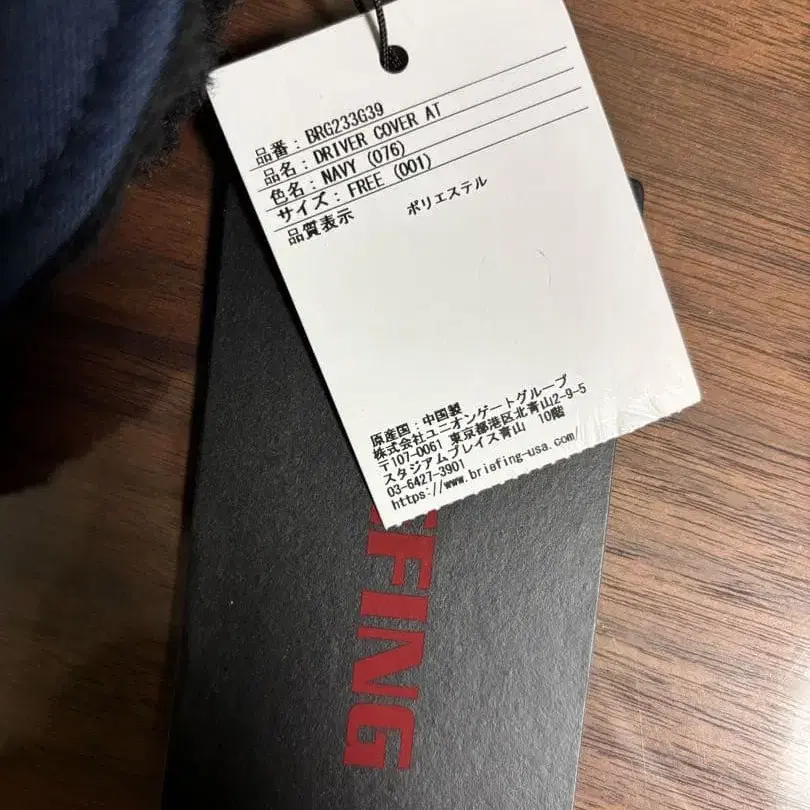 品番：BRG233G39
品名：DRIVER COVER AT
色名：NAVY(076)
サイズ：FREE (001)
品質表示 ポリエステル
原産国：中国製
株式会社ユニオンゲートグループ
〒107-0061 東京都港区北青山2-9-5
スタジアムプレイス青山 10階
03-6427-3901
https://www.briefing-usa.com/
EFING